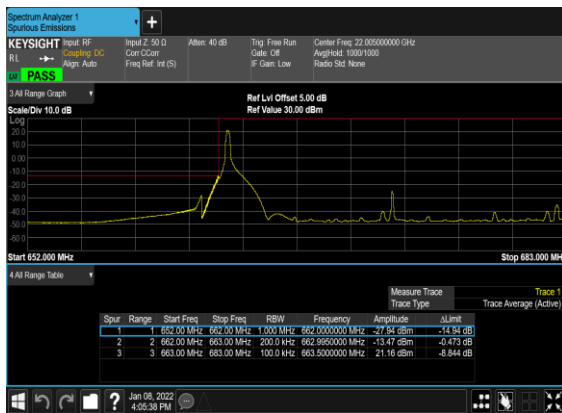 Spectrum Analyzer 1
Spurious Emissions
KEYSIGHT
RL
Input: RF
Coupling: DC
Align: Auto
Input Z: 50 Ω
Corr CCorr
Freq Ref: Int (S)
Atten: 40 dB
Trig: Free Run
Gate: Off
IF Gain: Low
Center Freq: 22.005000000 GHz
Avg|Hold: 1000/1000
Radio Std: None
PASS
3 All Range Graph
Scale/Div 10.0 dB
Ref Lvl Offset 5.00 dB
Ref Value 30.00 dBm
Log
20.0
10.0
0.00
-10.0
-20.0
-30.0
-40.0
-50.0
-60.0
Start 652.000 MHz
Stop 683.000 MH
4 All Range Table
Measure Trace Trace 1
Trace Type Trace Average (Active)
Spur Range Start Freq Stop Freq RBW Frequency Amplitude ΔLimit
1 1 652.00 MHz 662.00 MHz 1.000 MHz 662.0000000 MHz -27.94 dBm -14.94 dB
2 2 662.00 MHz 663.00 MHz 200.0 kHz 662.9950000 MHz -13.47 dBm -0.473 dB
3 3 663.00 MHz 683.00 MHz 100.0 kHz 663.5000000 MHz 21.16 dBm -8.844 dB
Jan 08, 2022
4:05:38 PM